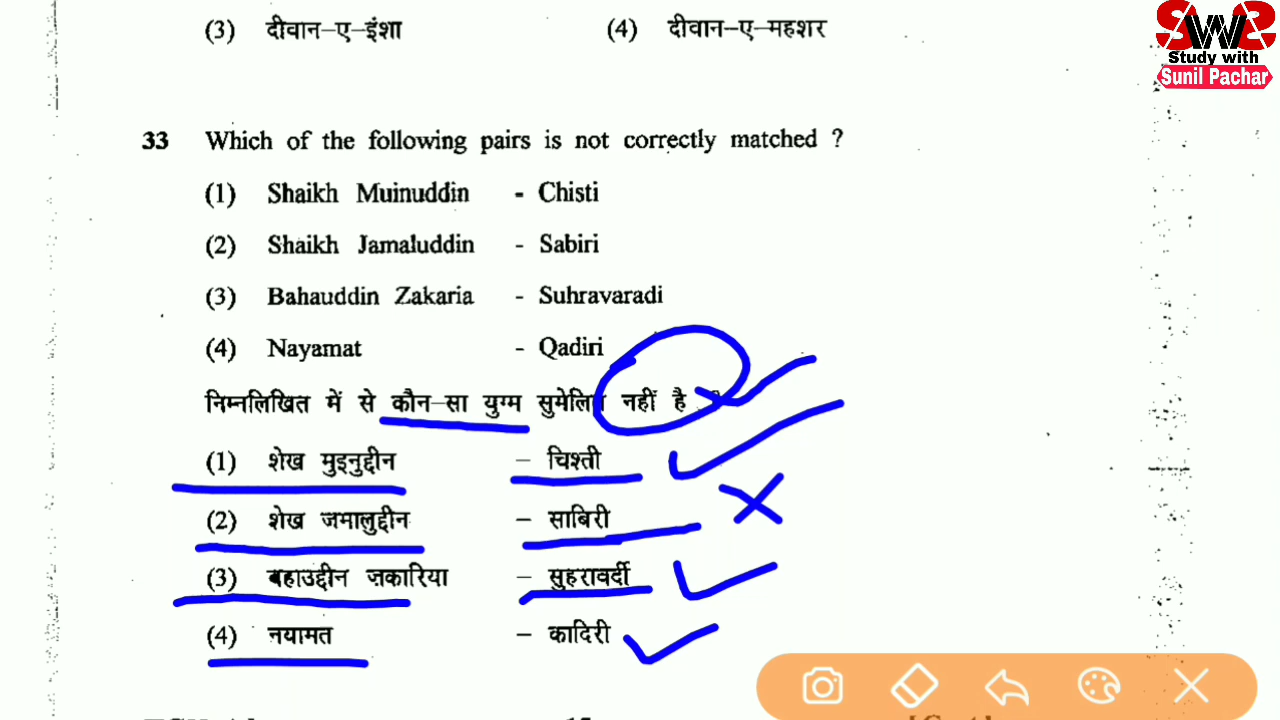 SWS
Study with
Sunil Pachar
(3) दीवान-ए-इंशा (4) दीवान-ए-महशर
33 Which of the following pairs is not correctly matched ?
(1) Shaikh Muinuddin - Chisti
(2) Shaikh Jamaluddin - Sabiri
(3) Bahauddin Zakaria - Suhravaradi
(4) Nayamat - Qadiri
निम्नलिखित में से कौन-सा युग्म सुमेलित नहीं है ?
(1) शेख मुइनुद्दीन - चिश्ती
(2) शेख जमालुद्दीन - साबिरी
(3) बहाउद्दीन ज़कारिया - सुहरावर्दी
(4) नयामत - कादिरी